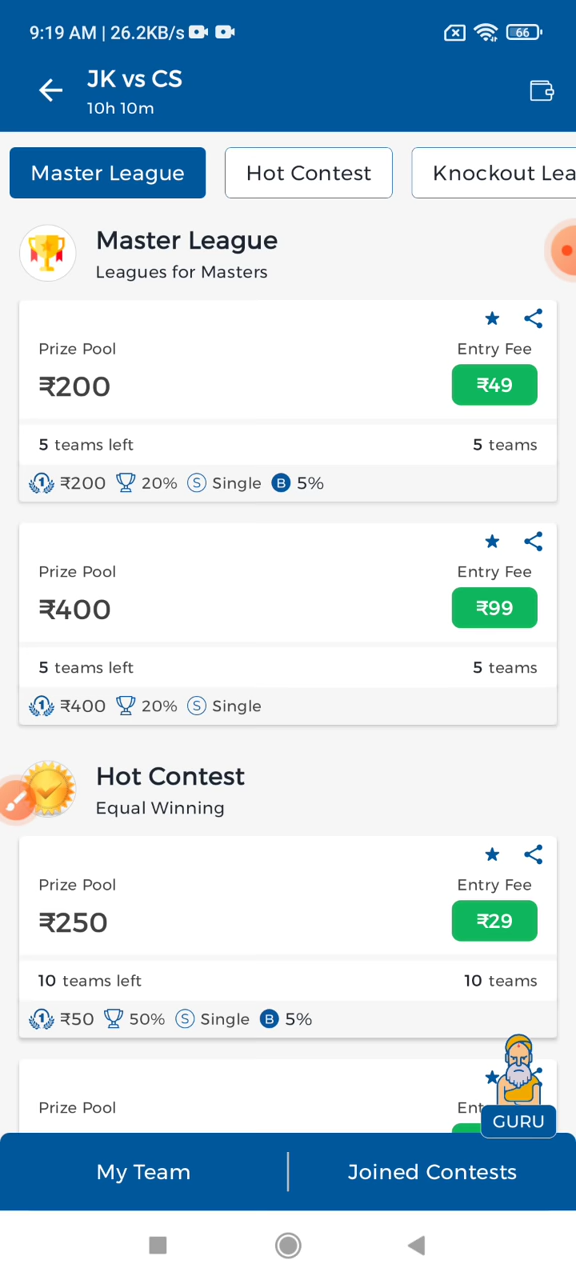 9:19 AM | 26.2KB/s
66
JK vs CS
10h 10m
Master League
Hot Contest
Knockout Lea
Master League
Leagues for Masters
Prize Pool
Entry Fee
₹200
₹49
5 teams left
5 teams
1 ₹200 20% S Single B 5%
Prize Pool
Entry Fee
₹400
₹99
5 teams left
5 teams
1 ₹400 20% S Single
Hot Contest
Equal Winning
Prize Pool
Entry Fee
₹250
₹29
10 teams left
10 teams
1 ₹50 50% S Single B 5%
Prize Pool
Ent
GURU
My Team
Joined Contests